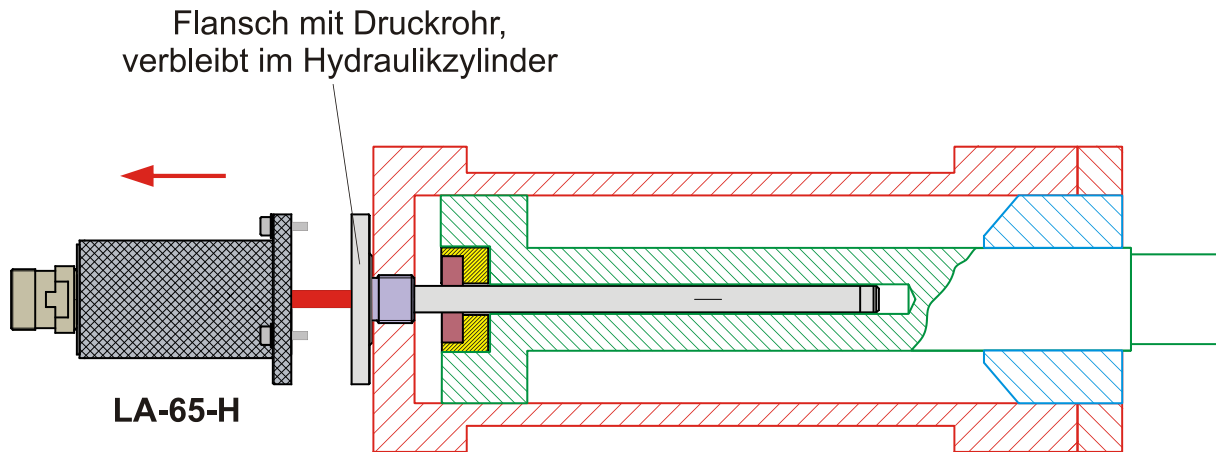 Flansch mit Druckrohr,
verbleibt im Hydraulikzylinder
LA-65-H